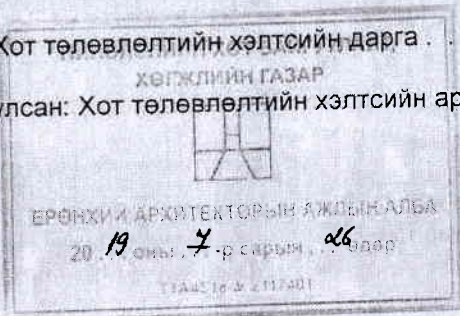 Хот төлөвлөлтийн хэлтсийн дарга . .
ХӨГЖЛИЙН ГАЗАР
улсан: Хот төлөвлөлтийн хэлтсийн ар
ЕРӨНХИЙ АРХИТЕКТОРЫН АЖЛЫН АЛБА
20 19 оны . 7-р сарын . 26 өдөр